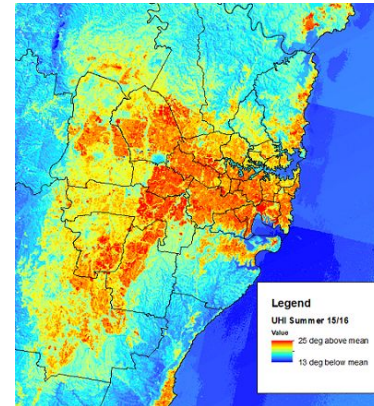 Legend
UHI Summer 15/16
Value
25 deg above mean
13 deg below mean